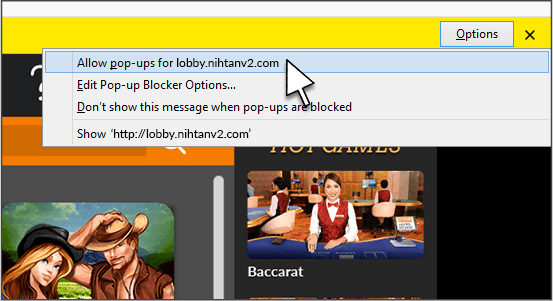 Options
Allow pop-ups for lobby.nihtanv2.com
Edit Pop-up Blocker Options...
Don't show this message when pop-ups are blocked
Show 'http://lobby.nihtanv2.com'
HOT GAMES
Baccarat